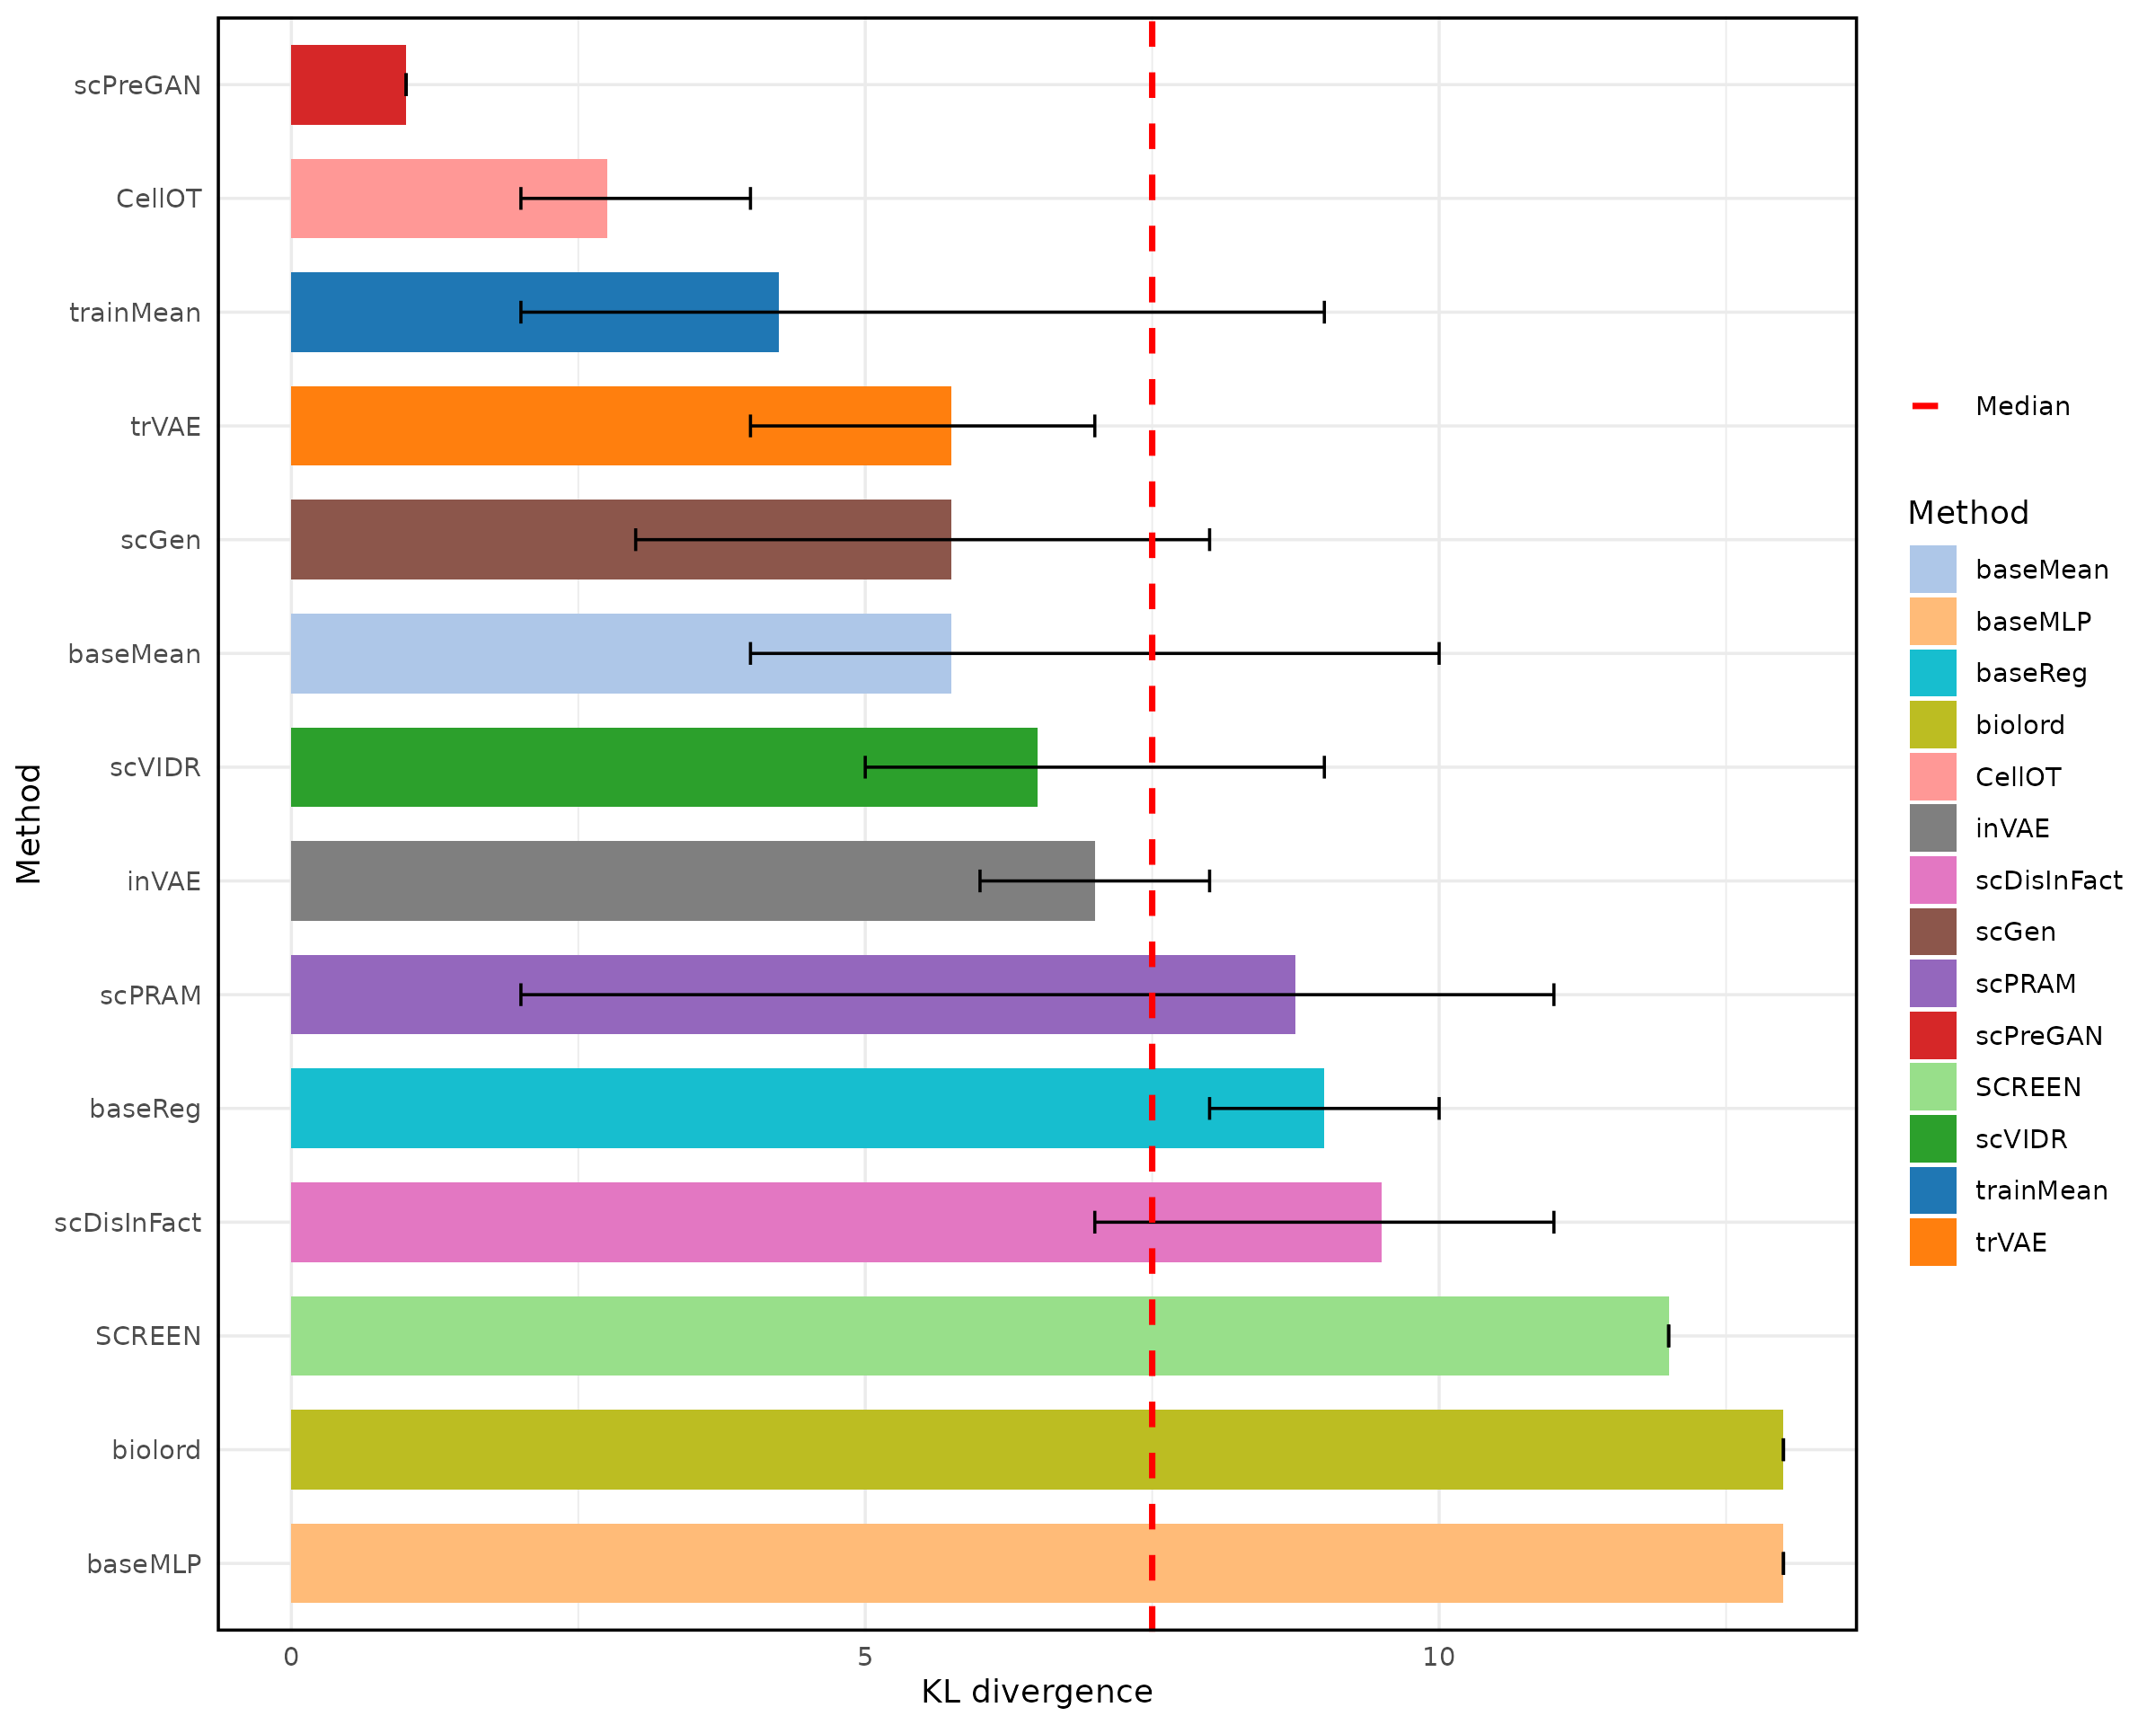 scPreGAN
CellOT
trainMean
trVAE
scGen
baseMean
scVIDR
inVAE
scPRAM
baseReg
scDisInFact
SCREEN
biolord
baseMLP
Method
0 5 10
KL divergence
Median
Method
baseMean
baseMLP
baseReg
biolord
CellOT
inVAE
scDisInFact
scGen
scPRAM
scPreGAN
SCREEN
scVIDR
trainMean
trVAE